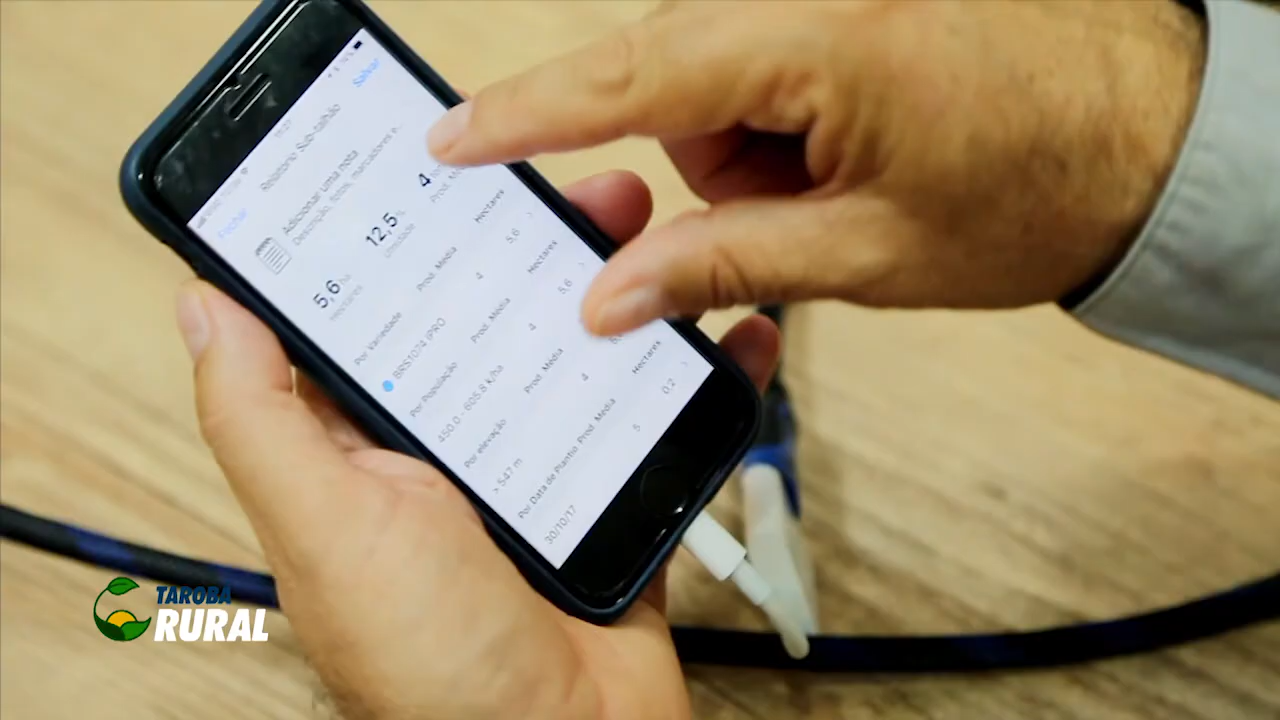 Salvar
Relatório Sub-talhão
Fechar
Adicionar uma nota
Descrição, fotos, marcadores e..
5,6 ha
Hectares
12,5 %
Umidade
4
Prod. M
Por Variedade Prod. Média Hectares
BRS1074 IPRO 4 5,6
Por População Prod. Média Hectares
450.0 - 605.8 k/ha 4 5,6
Por elevação Prod. Média
> 547 m 4
Por Data de Plantio Prod. Média Hectares
30/10/17 5 0.2
TAROBA
RURAL